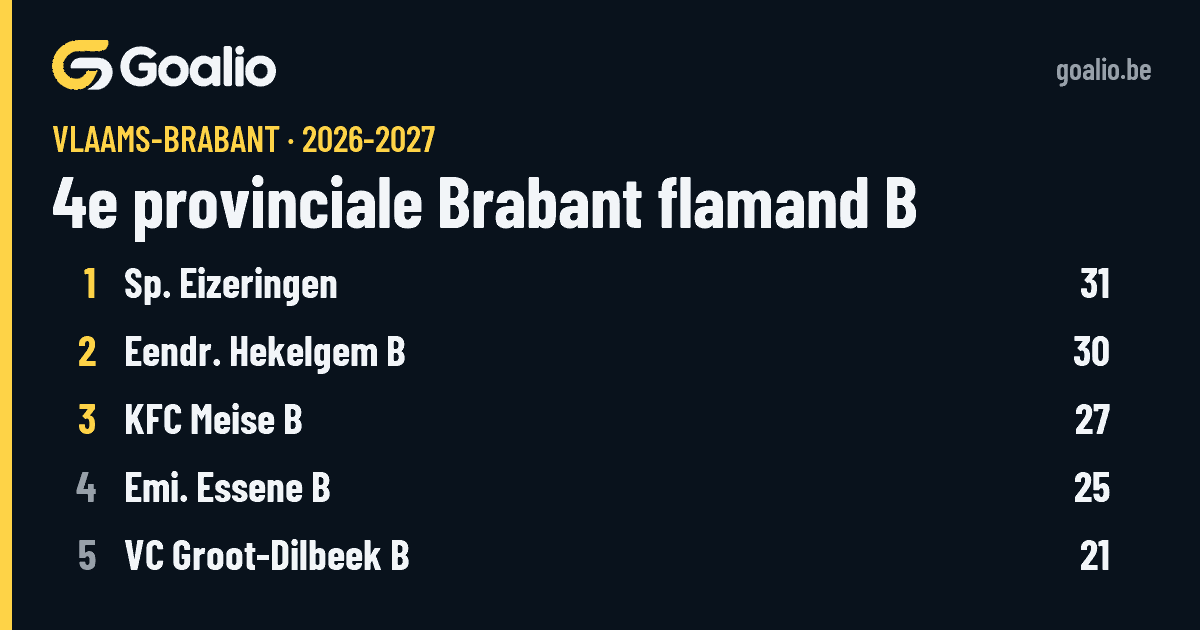 Goalio
goalio.be
VLAAMS-BRABANT · 2026-2027
4e provinciale Brabant flamand B
1 Sp. Eizeringen 31
2 Eendr. Hekelgem B 30
3 KFC Meise B 27
4 Emi. Essene B 25
5 VC Groot-Dilbeek B 21